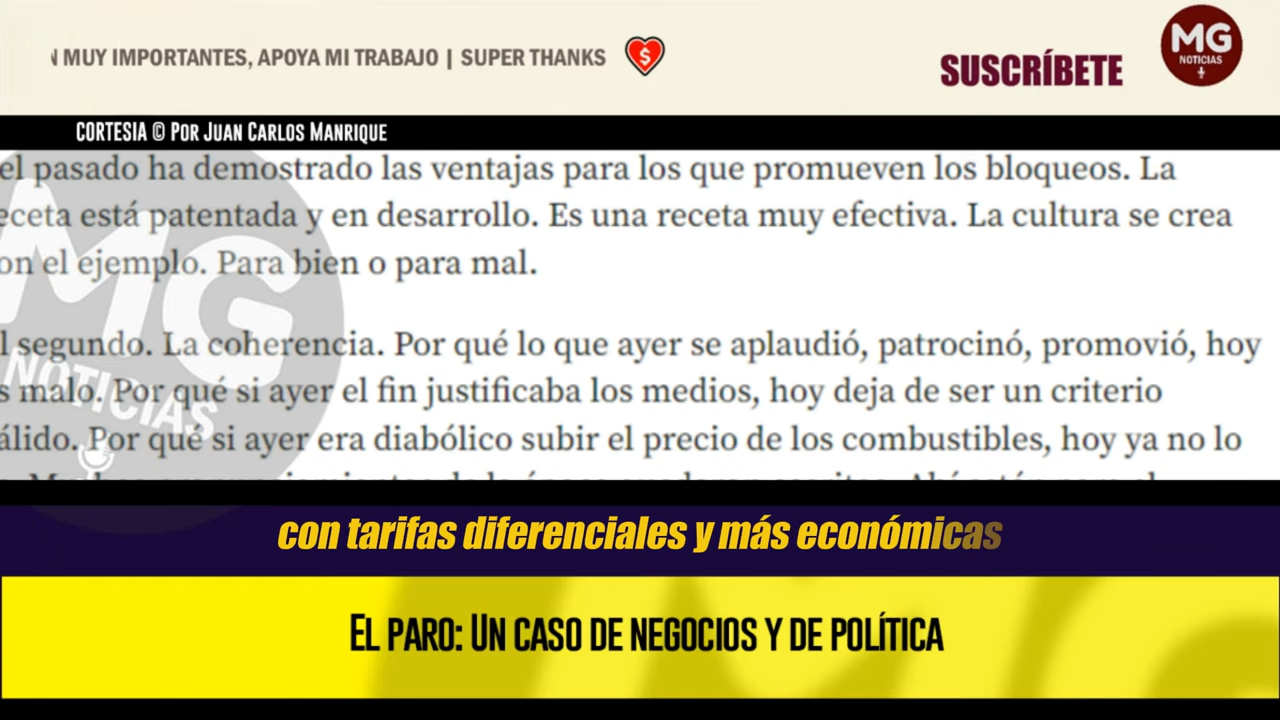 MUY IMPORTANTES, APOYA MI TRABAJO | SUPER THANKS
SUSCRÍBETE
MG
NOTICIAS
CORTESIA © POR JUAN CARLOS MANRIQUE
el pasado ha demostrado las ventajas para los que promueven los bloqueos. La
eceta está patentada y en desarrollo. Es una receta muy efectiva. La cultura se crea
on el ejemplo. Para bien o para mal.
l segundo. La coherencia. Por qué lo que ayer se aplaudió, patrocinó, promovió, hoy
s malo. Por qué si ayer el fin justificaba los medios, hoy deja de ser un criterio
álido. Por qué si ayer era diabólico subir el precio de los combustibles, hoy ya no lo
MG
NOTICIAS
con tarifas diferenciales y más económicas
EL PARO: UN CASO DE NEGOCIOS Y DE POLÍTICA